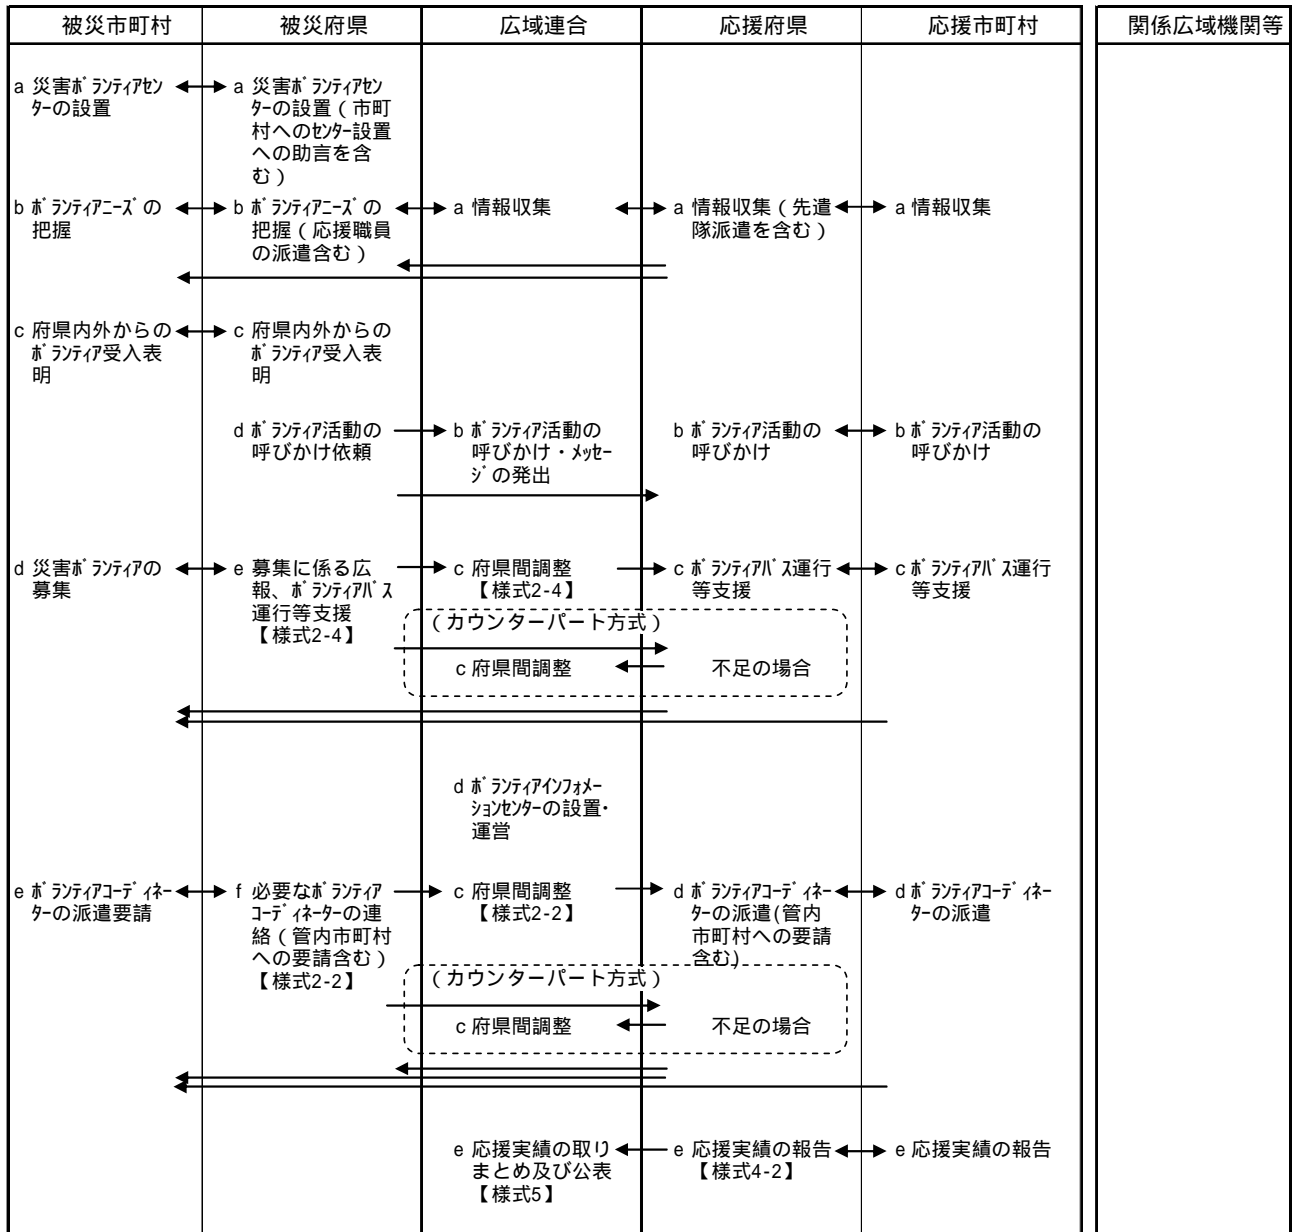 被災市町村
被災府県
広域連合
応援府県
応援市町村
関係広域機関等
a 災害ﾎﾞﾗﾝﾃｨｱｾﾝ
ﾀｰの設置
a 災害ﾎﾞﾗﾝﾃｨｱｾﾝ
ﾀｰの設置（市町
村へのｾﾝﾀｰ設置
への助言を含
む）
b ﾎﾞﾗﾝﾃｨｱﾆｰｽﾞの
把握
b ﾎﾞﾗﾝﾃｨｱﾆｰｽﾞの
把握（応援職員
の派遣含む）
a 情報収集
a 情報収集（先遣
隊派遣を含む）
a 情報収集
c 府県内外からの
ﾎﾞﾗﾝﾃｨｱ受入表
明
c 府県内外からの
ﾎﾞﾗﾝﾃｨｱ受入表
明
d ﾎﾞﾗﾝﾃｨｱ活動の
呼びかけ依頼
b ﾎﾞﾗﾝﾃｨｱ活動の
呼びかけ・ﾒｯｾｰ
ｼﾞの発出
b ﾎﾞﾗﾝﾃｨｱ活動の
呼びかけ
b ﾎﾞﾗﾝﾃｨｱ活動の
呼びかけ
d 災害ﾎﾞﾗﾝﾃｨｱの
募集
e 募集に係る広
報、ﾎﾞﾗﾝﾃｨｱﾊﾞｽ
運行等支援
【様式2-4】
c 府県間調整
【様式2-4】
c ﾎﾞﾗﾝﾃｨｱﾊﾞｽ運行
等支援
c ﾎﾞﾗﾝﾃｨｱﾊﾞｽ運行
等支援
（カウンターパート方式）
c 府県間調整
不足の場合
d ﾎﾞﾗﾝﾃｨｱｲﾝﾌｫﾒｰ
ｼｮﾝｾﾝﾀｰの設置･
運営
e ﾎﾞﾗﾝﾃｨｱｺｰﾃﾞｨﾈｰ
ﾀｰの派遣要請
f 必要なﾎﾞﾗﾝﾃｨｱ
ｺｰﾃﾞｨﾈｰﾀｰの連
絡（管内市町村
への要請含む）
【様式2-2】
c 府県間調整
【様式2-2】
d ﾎﾞﾗﾝﾃｨｱｺｰﾃﾞｨﾈｰ
ﾀｰの派遣(管内
市町村への要請
含む)
d ﾎﾞﾗﾝﾃｨｱｺｰﾃﾞｨﾈｰ
ﾀｰの派遣
（カウンターパート方式）
c 府県間調整
不足の場合
e 応援実績の取り
まとめ及び公表
【様式5】
e 応援実績の報告
【様式4-2】
e 応援実績の報告